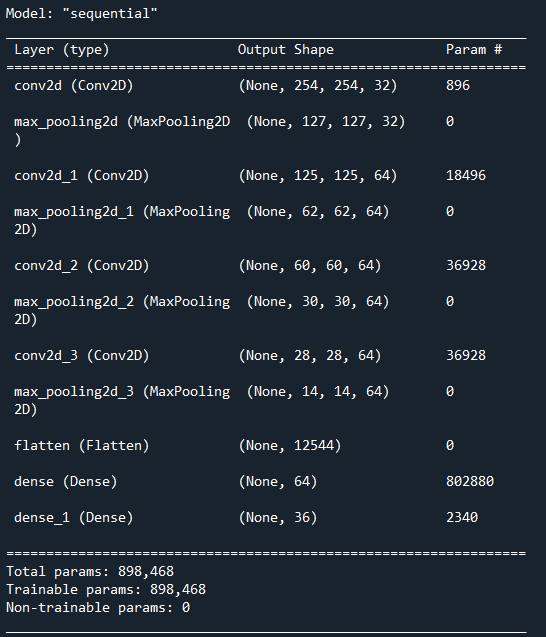 Model: "sequential"
Layer (type) Output Shape Param #
conv2d (Conv2D) (None, 254, 254, 32) 896
max_pooling2d (MaxPooling2D (None, 127, 127, 32) 0
)
conv2d_1 (Conv2D) (None, 125, 125, 64) 18496
max_pooling2d_1 (MaxPooling (None, 62, 62, 64) 0
2D)
conv2d_2 (Conv2D) (None, 60, 60, 64) 36928
max_pooling2d_2 (MaxPooling (None, 30, 30, 64) 0
2D)
conv2d_3 (Conv2D) (None, 28, 28, 64) 36928
max_pooling2d_3 (MaxPooling (None, 14, 14, 64) 0
2D)
flatten (Flatten) (None, 12544) 0
dense (Dense) (None, 64) 802880
dense_1 (Dense) (None, 36) 2340
Total params: 898,468
Trainable params: 898,468
Non-trainable params: 0